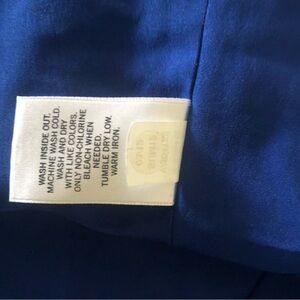 WASH INSIDE OUT.
MACHINE WASH COLD.
WASH AND DRY
WITH LIKE COLORS.
ONLY NON-CHLORINE
BLEACH WHEN
NEEDED.
TUMBLE DRY LOW.
WARM IRON.